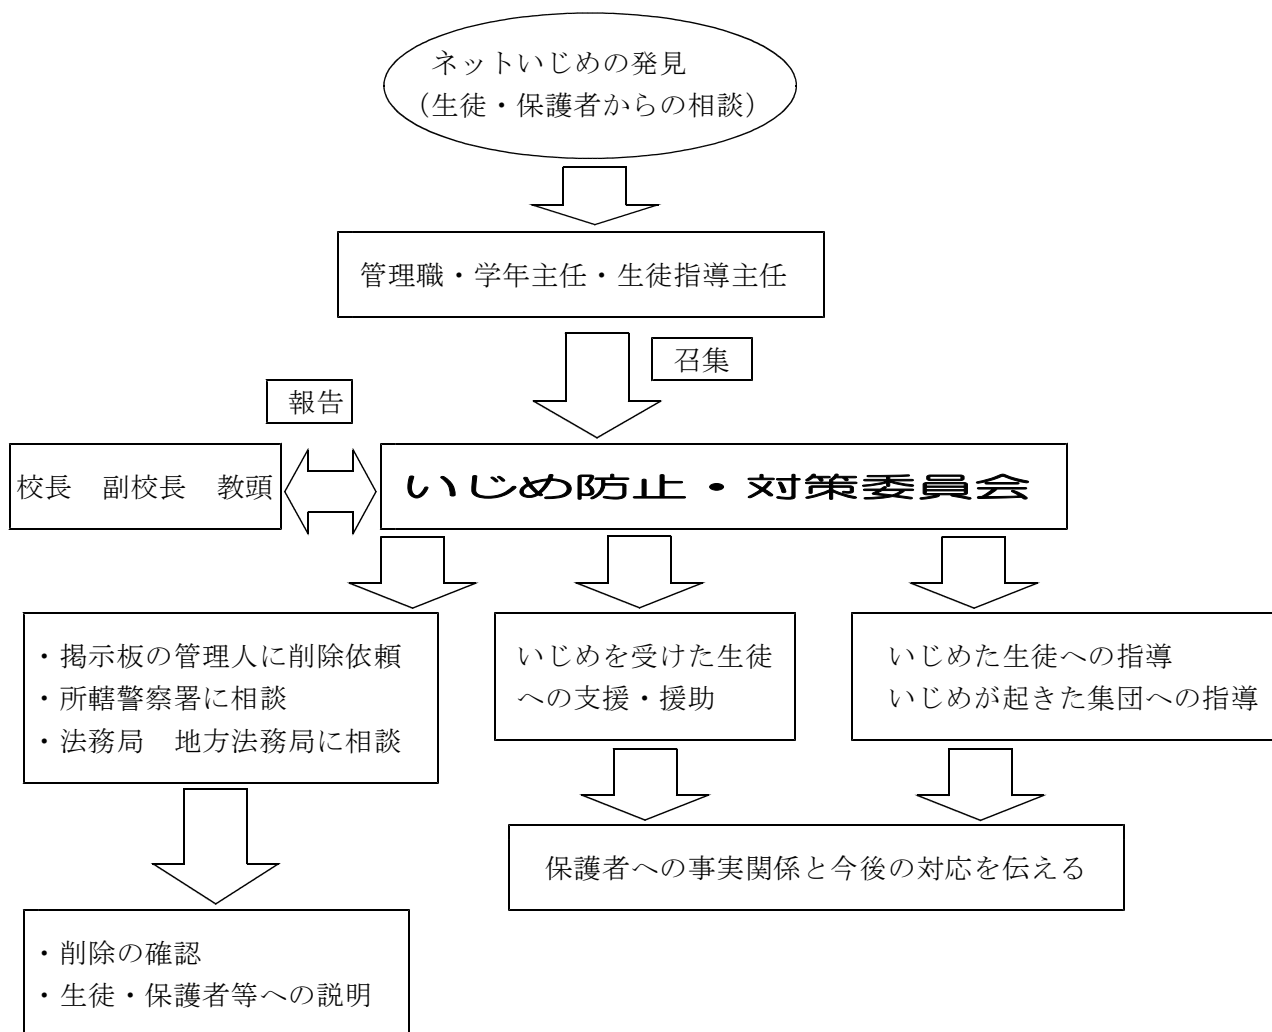 ネットいじめの発見
(生徒・保護者からの相談)
管理職・学年主任・生徒指導主任
召集
報告
校長　副校長　教頭
いじめ防止・対策委員会
・掲示板の管理人に削除依頼
・所轄警察署に相談
・法務局　地方法務局に相談
いじめを受けた生徒
への支援・援助
いじめた生徒への指導
いじめが起きた集団への指導
保護者への事実関係と今後の対応を伝える
・削除の確認
・生徒・保護者等への説明